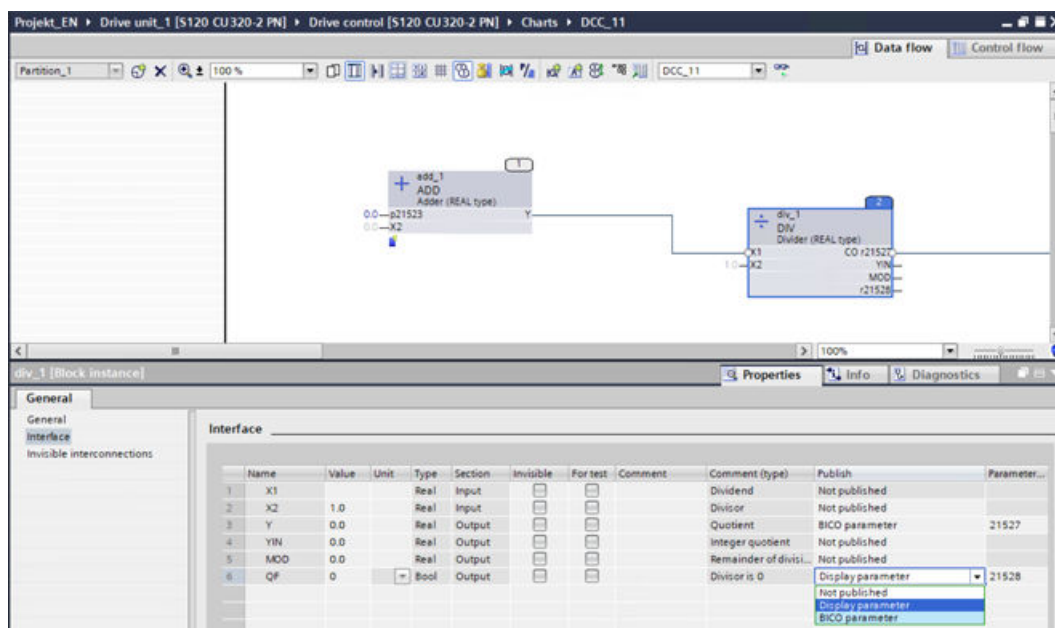 Projekt_EN ▸ Drive unit_1 [S120 CU320-2 PN] ▸ Drive control [S120 CU320-2 PN] ▸ Charts ▸ DCC_11
Data flow Control flow
Partition_1 100 % DCC_11
1
add_1
ADD
Adder (REAL type)
0.0 p21523 Y
0.0 X2
2
div_1
DIV
Divider (REAL type)
X1 CO r21527
1.0 X2 YIN
MOD
r21528
100%
div_1 [Block instance] Properties Info Diagnostics
General
General
Interface
Invisible interconnections
Interface
Name Value Unit Type Section Invisible For test Comment Comment (type) Publish Parameter...
1 X1 Real Input Dividend Not published
2 X2 1.0 Real Input Divisor Not published
3 Y 0.0 Real Output Quotient BICO parameter 21527
4 YIN 0.0 Real Output Integer quotient Not published
5 MOD 0.0 Real Output Remainder of divisi... Not published
6 QF 0 Bool Output Divisor is 0 Display parameter 21528
Not published
Display parameter
BICO parameter